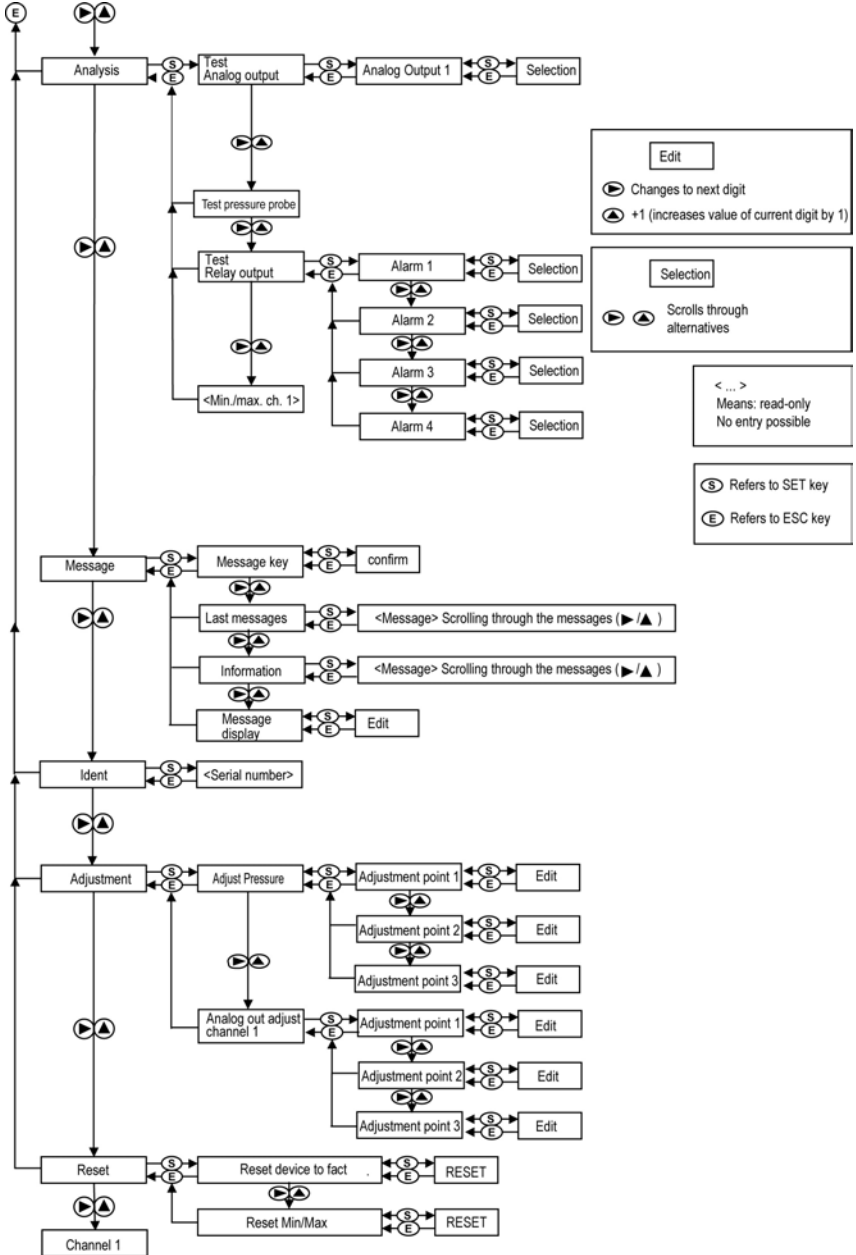 E
Analysis
S
E
Test
Analog output
S
E
Analog Output 1
S
E
Selection
Test pressure probe
Test
Relay output
S
E
Alarm 1
S
E
Selection
Alarm 2
S
E
Selection
Alarm 3
S
E
Selection
Alarm 4
S
E
Selection
<Min./max. ch. 1>
Edit
Changes to next digit
+1 (increases value of current digit by 1)
Selection
Scrolls through
alternatives
< ... >
Means: read-only
No entry possible
S Refers to SET key
E Refers to ESC key
Message
S
E
Message key
S
E
confirm
Last messages
S
E
<Message> Scrolling through the messages (▶/▲ )
Information
S
E
<Message> Scrolling through the messages (▶/▲ )
Message
display
S
E
Edit
Ident
S
E
<Serial number>
Adjustment
S
E
Adjust Pressure
S
E
Adjustment point 1
S
E
Edit
Adjustment point 2
S
E
Edit
Adjustment point 3
S
E
Edit
Analog out adjust
channel 1
S
E
Adjustment point 1
S
E
Edit
Adjustment point 2
S
E
Edit
Adjustment point 3
S
E
Edit
Reset
S
E
Reset device to fact .
S
E
RESET
Reset Min/Max
S
E
RESET
Channel 1